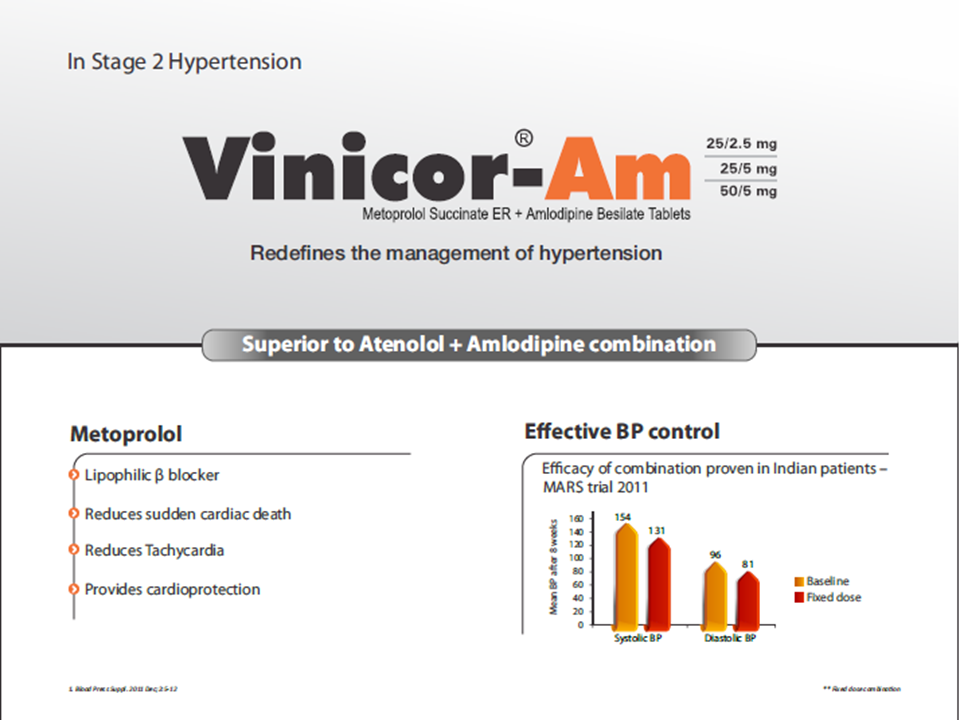 In Stage 2 Hypertension
Vinicor®-Am
25/2.5 mg
25/5 mg
50/5 mg
Metoprolol Succinate ER + Amlodipine Besilate Tablets
Redefines the management of hypertension
Superior to Atenolol + Amlodipine combination
Metoprolol
Lipophilic β blocker
Reduces sudden cardiac death
Reduces Tachycardia
Provides cardioprotection
Effective BP control
Efficacy of combination proven in Indian patients –
MARS trial 2011
Mean BP after 8 weeks
160
140
120
100
80
60
40
20
0
154
131
96
81
Systolic BP
Diastolic BP
Baseline
Fixed dose
1. Blood Press Suppl. 2011 Dec;
** Fixed dose combination